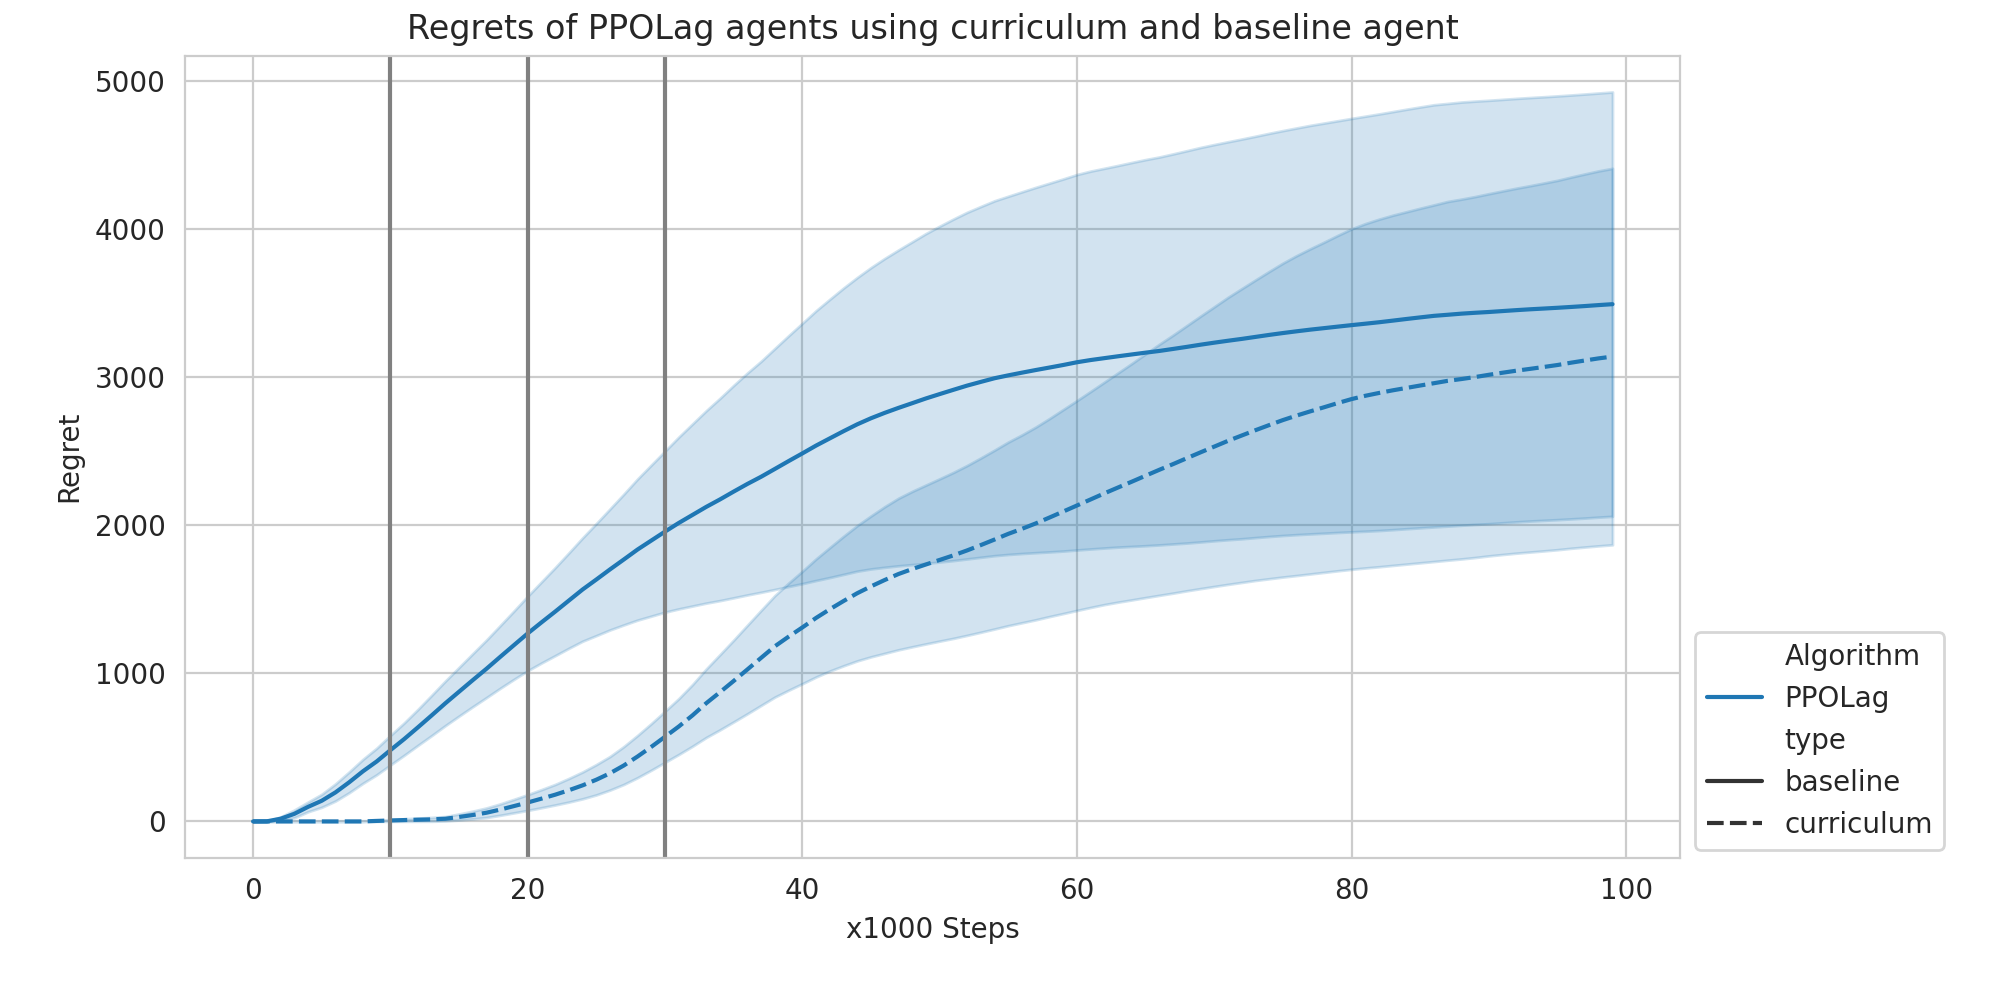 Regrets of PPOLag agents using curriculum and baseline agent
5000
4000
3000
2000
1000
0
Regret
0 20 40 60 80 100
x1000 Steps
Algorithm
PPOLag
type
baseline
curriculum